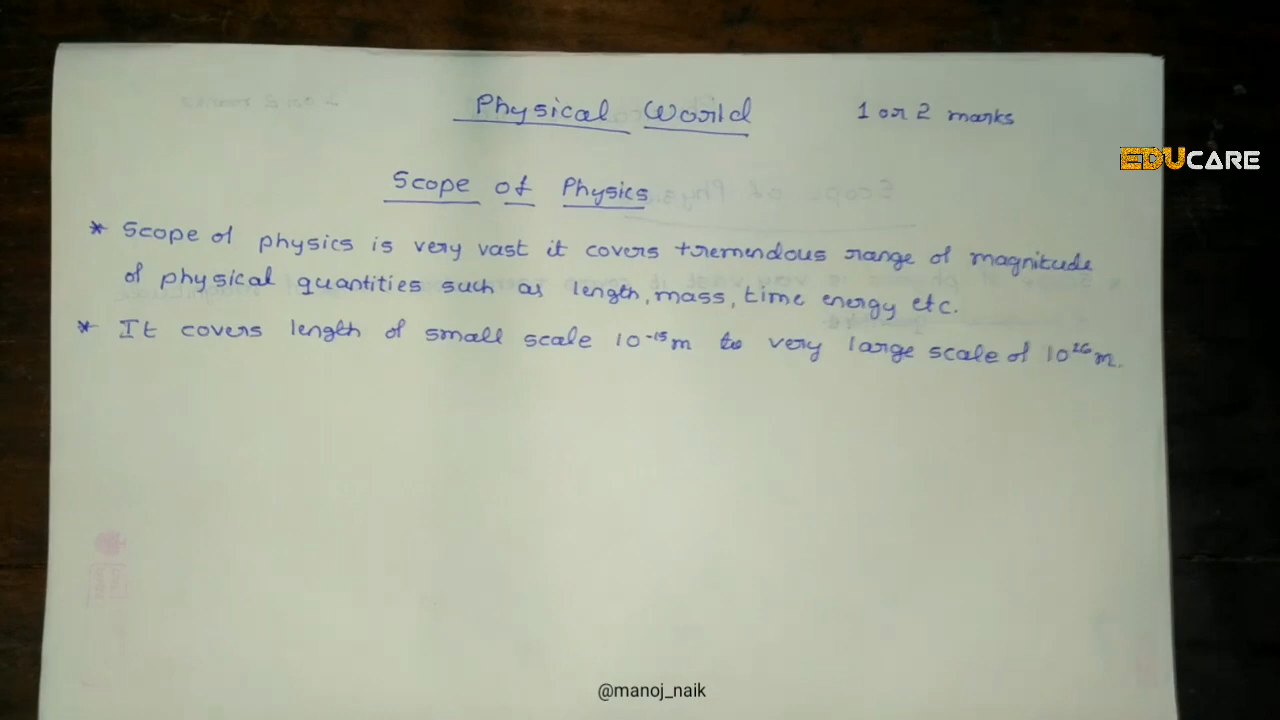 Physical World 1 or 2 marks
EDUCARE
Scope of Physics
* Scope of physics is very vast it covers tremendous range of magnitude
of physical quantities such as length, mass, time energy etc.
* It covers length of small scale 10⁻¹⁵m to very large scale of 10²⁶m.
@manoj_naik